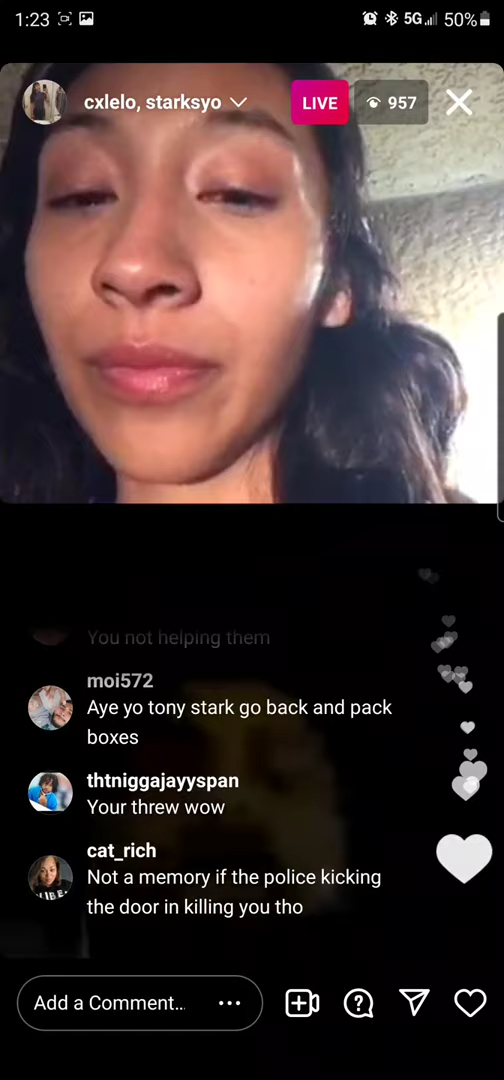 1:23 5G 50%
cxlelo, starksyo LIVE 957
You not helping them
moi572
Aye yo tony stark go back and pack
boxes
thtniggajayyspan
Your threw wow
cat_rich
Not a memory if the police kicking
the door in killing you tho
Add a Comment...